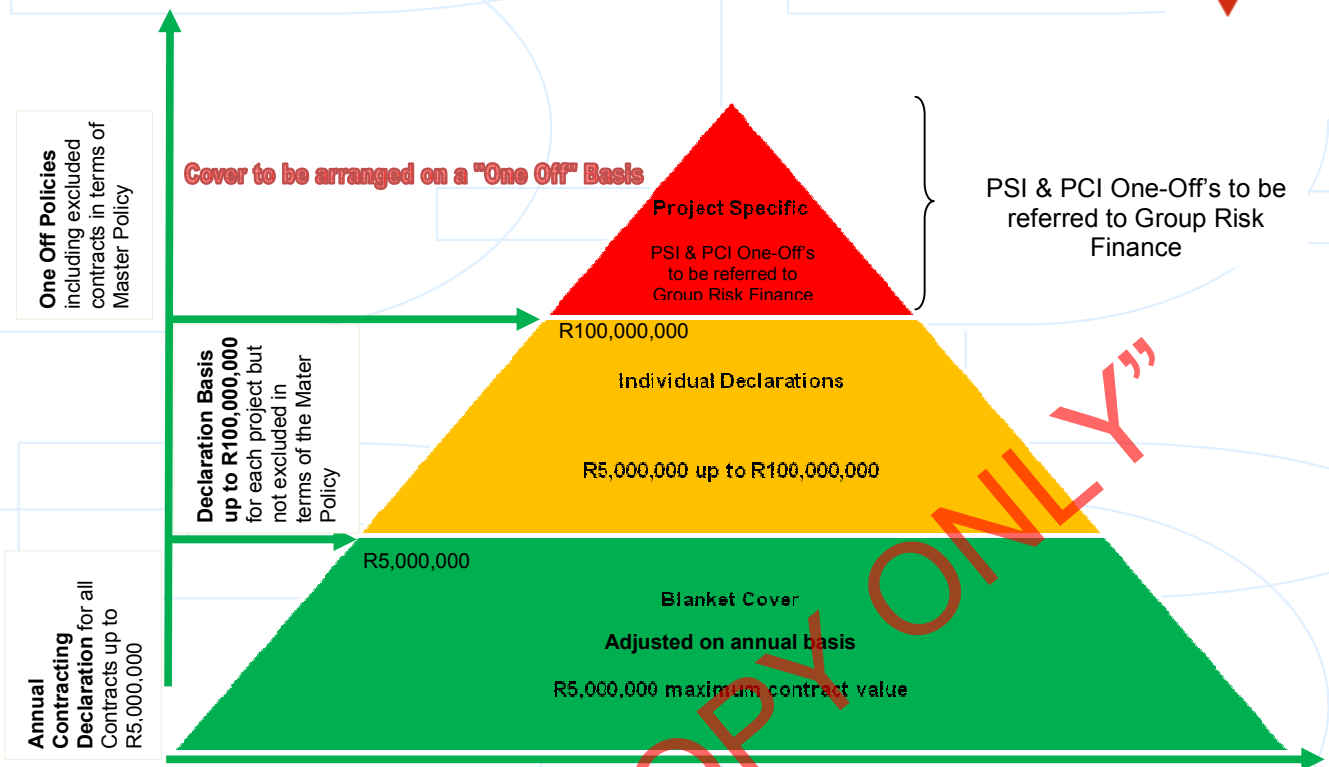 One Off Policies
including excluded
contracts in terms of
Master Policy
Cover to be arranged on a "One Off" Basis
Project Specific
PSI & PCI One-Off's
to be referred to
Group Risk Finance
PSI & PCI One-Off's to be
referred to Group Risk
Finance
R100,000,000
Declaration Basis
up to R100,000,000
for each project but
not excluded in
terms of the Mater
Policy
Individual Declarations
R5,000,000 up to R100,000,000
R5,000,000
Annual
Contracting
Declaration for all
Contracts up to
R5,000,000
Blanket Cover
Adjusted on annual basis
R5,000,000 maximum contract value
ONLY”